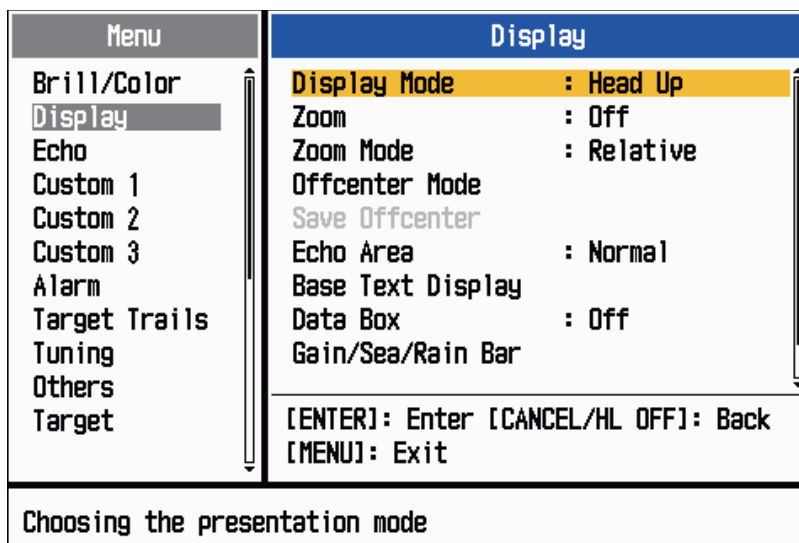 Menu
Brill/Color
Display
Echo
Custom 1
Custom 2
Custom 3
Alarm
Target Trails
Tuning
Others
Target
Display
Display Mode : Head Up
Zoom : Off
Zoom Mode : Relative
Offcenter Mode
Save Offcenter
Echo Area : Normal
Base Text Display
Data Box : Off
Gain/Sea/Rain Bar
[ENTER]: Enter [CANCEL/HL OFF]: Back
[MENU]: Exit
Choosing the presentation mode